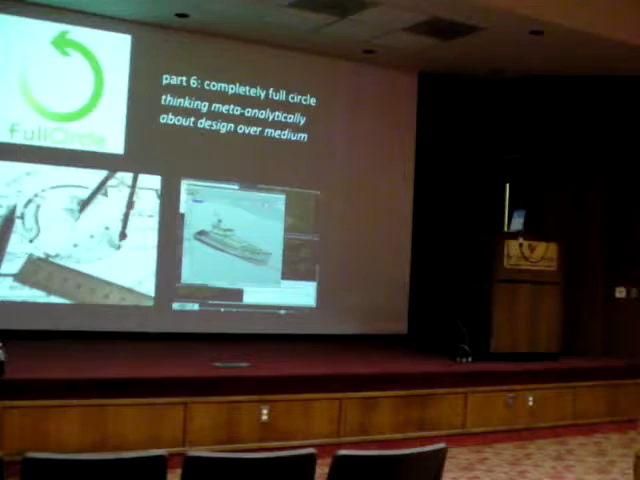 FullCircle
part 6: completely full circle
thinking meta-analytically
about design over medium